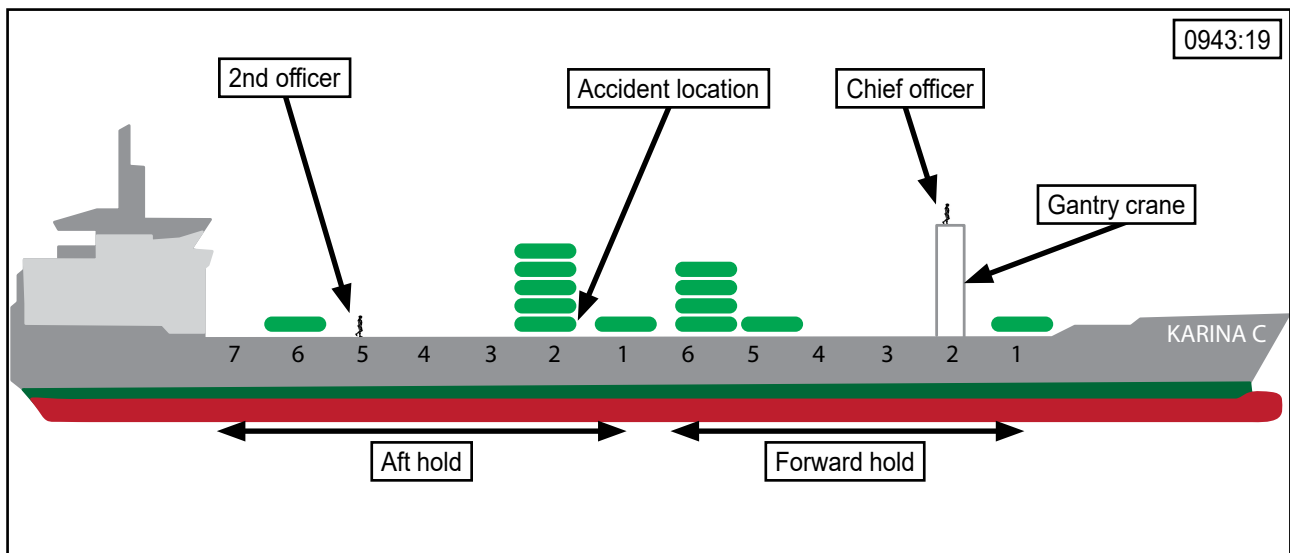 0943:19
2nd officer
Accident location
Chief officer
Gantry crane
KARINA C
7 6 5 4 3 2 1 6 5 4 3 2 1
Aft hold
Forward hold